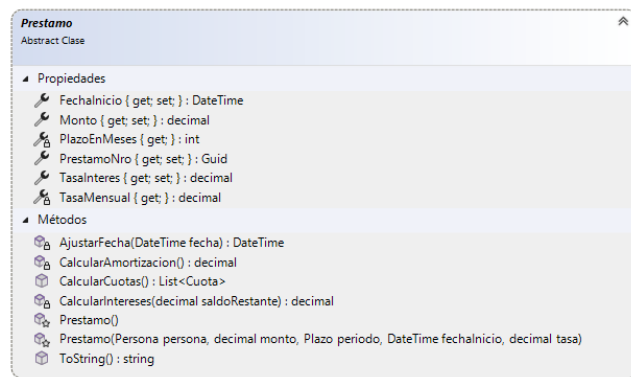 Prestamo
Abstract Clase
Propiedades
FechaInicio { get; set; } : DateTime
Monto { get; set; } : decimal
PlazoEnMeses { get; } : int
PrestamoNro { get; set; } : Guid
TasaInteres { get; set; } : decimal
TasaMensual { get; } : decimal
Métodos
AjustarFecha(DateTime fecha) : DateTime
CalcularAmortizacion() : decimal
CalcularCuotas() : List<Cuota>
CalcularIntereses(decimal saldoRestante) : decimal
Prestamo()
Prestamo(Persona persona, decimal monto, Plazo periodo, DateTime fechaInicio, decimal tasa)
ToString() : string